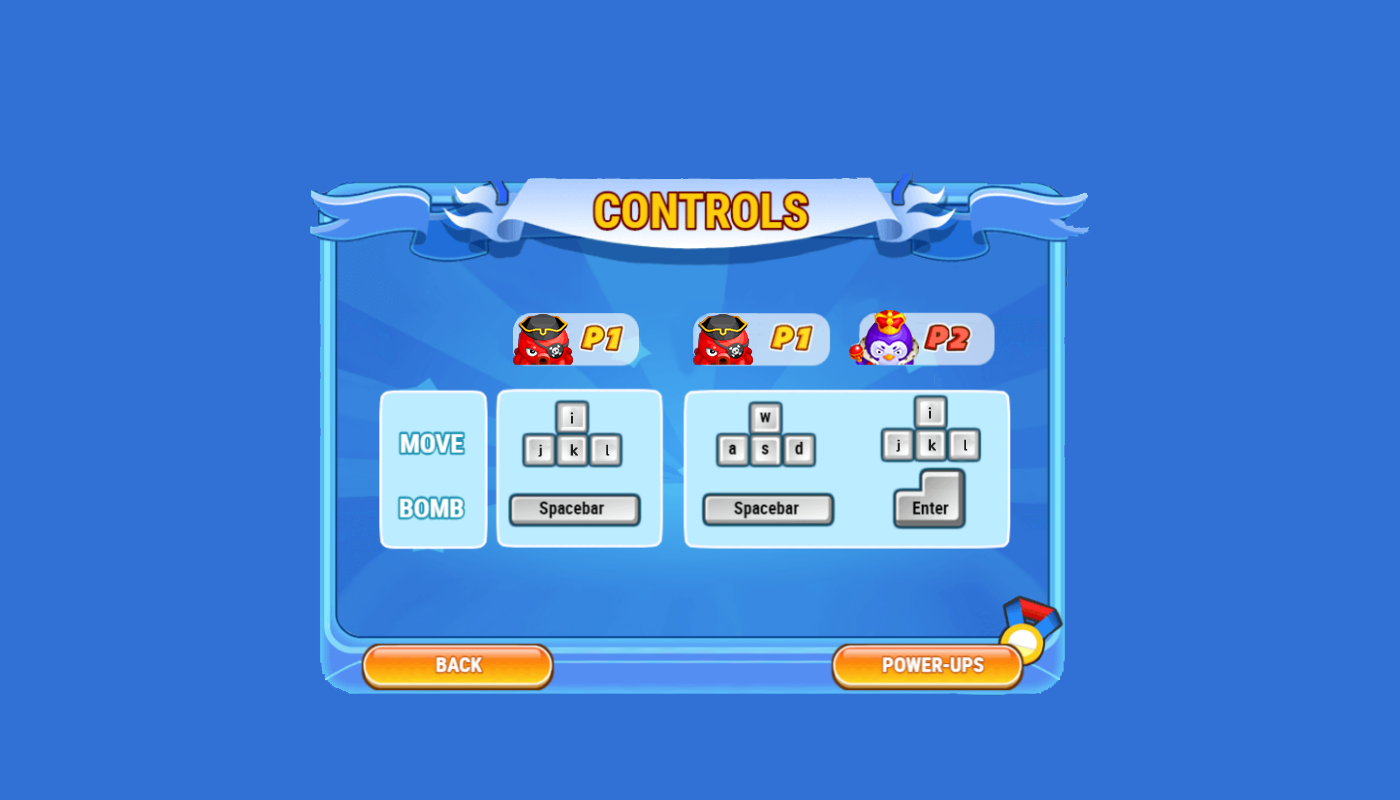 CONTROLS
P1 P1 P2
MOVE
i w i
j k l a s d j k l
BOMB
Spacebar Spacebar Enter
BACK POWER-UPS